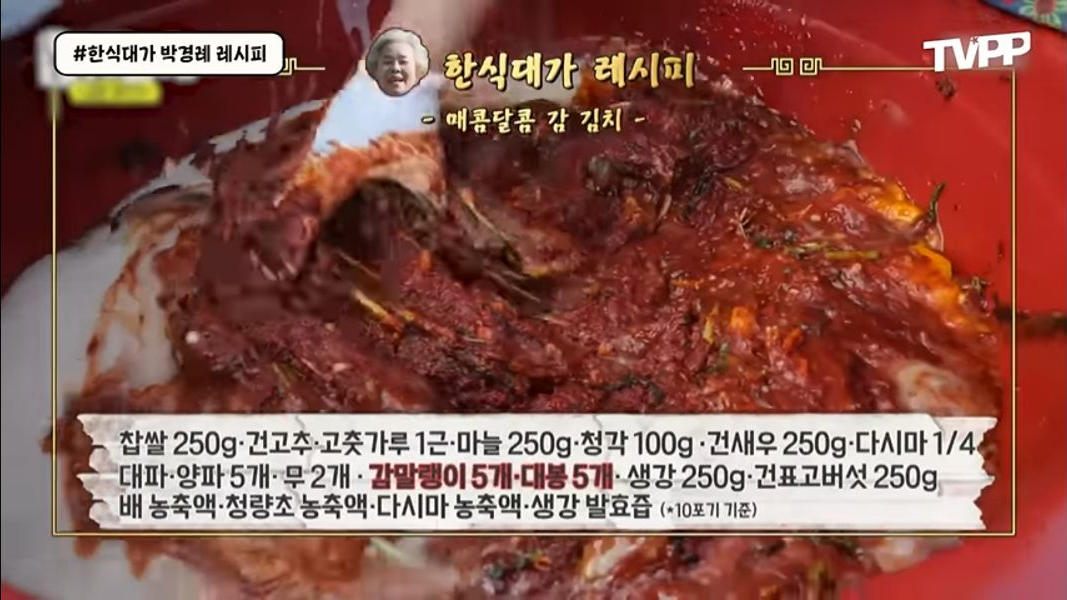 #한식대가 박경례 레시피
TVPP
한식대가 레시피
- 매콤달콤 감 김치 -
찹쌀 250g·건고추·고춧가루 1근·마늘 250g·청각 100g ·건새우 250g·다시마 1/4
대파·양파 5개· 무 2개 · 감말랭이 5개·대봉 5개· 생강 250g·건표고버섯 250g
배 농축액·청량초 농축액·다시마 농축액·생강 발효즙 (*10포기 기준)